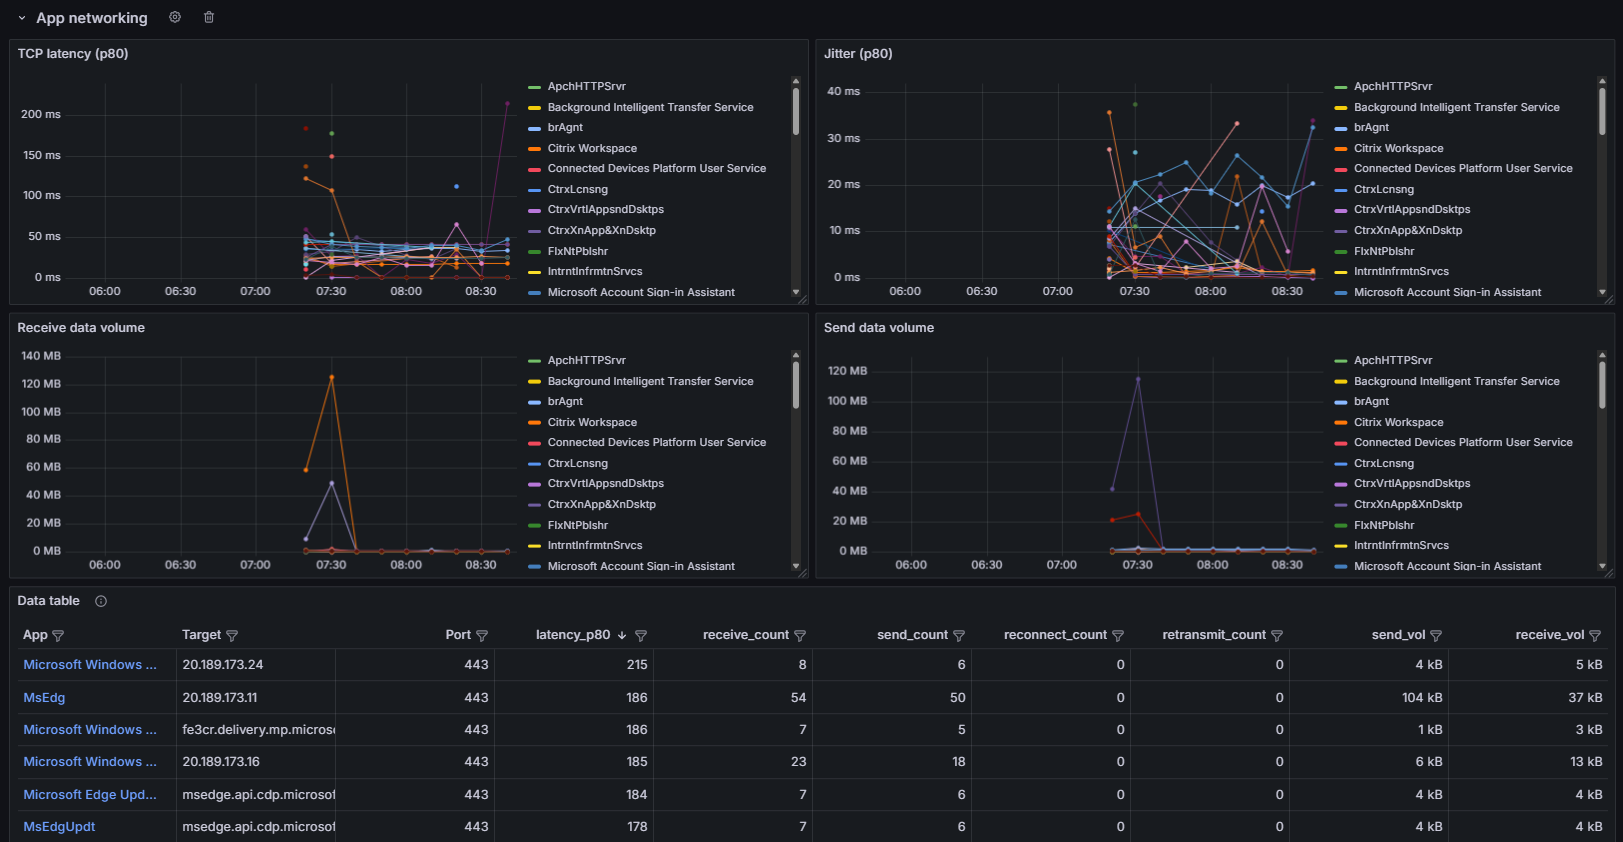 App networking
TCP latency (p80)
200 ms
150 ms
100 ms
50 ms
0 ms
06:00 06:30 07:00 07:30 08:00 08:30
ApchHTTPSrvr
Background Intelligent Transfer Service
brAgnt
Citrix Workspace
Connected Devices Platform User Service
CtrxLcnsng
CtrxVrtlAppsndDsktps
CtrxXnApp&XnDsktp
FlxNtPblshr
IntrntInfrmtnSrvcs
Microsoft Account Sign-in Assistant
Jitter (p80)
40 ms
30 ms
20 ms
10 ms
0 ms
06:00 06:30 07:00 07:30 08:00 08:30
ApchHTTPSrvr
Background Intelligent Transfer Service
brAgnt
Citrix Workspace
Connected Devices Platform User Service
CtrxLcnsng
CtrxVrtlAppsndDsktps
CtrxXnApp&XnDsktp
FlxNtPblshr
IntrntInfrmtnSrvcs
Microsoft Account Sign-in Assistant
Receive data volume
140 MB
120 MB
100 MB
80 MB
60 MB
40 MB
20 MB
0 MB
06:00 06:30 07:00 07:30 08:00 08:30
ApchHTTPSrvr
Background Intelligent Transfer Service
brAgnt
Citrix Workspace
Connected Devices Platform User Service
CtrxLcnsng
CtrxVrtlAppsndDsktps
CtrxXnApp&XnDsktp
FlxNtPblshr
IntrntInfrmtnSrvcs
Microsoft Account Sign-in Assistant
Send data volume
120 MB
100 MB
80 MB
60 MB
40 MB
20 MB
0 MB
06:00 06:30 07:00 07:30 08:00 08:30
ApchHTTPSrvr
Background Intelligent Transfer Service
brAgnt
Citrix Workspace
Connected Devices Platform User Service
CtrxLcnsng
CtrxVrtlAppsndDsktps
CtrxXnApp&XnDsktp
FlxNtPblshr
IntrntInfrmtnSrvcs
Microsoft Account Sign-in Assistant
Data table
App Target Port latency_p80 receive_count send_count reconnect_count retransmit_count send_vol receive_vol
Microsoft Windows ... 20.189.173.24 443 215 8 6 0 0 4 kB 5 kB
MsEdg 20.189.173.11 443 186 54 50 0 0 104 kB 37 kB
Microsoft Windows ... fe3cr.delivery.mp.microso 443 186 7 5 0 0 1 kB 3 kB
Microsoft Windows ... 20.189.173.16 443 185 23 18 0 0 6 kB 13 kB
Microsoft Edge Upd... msedge.api.cdp.microsof 443 184 7 6 0 0 4 kB 4 kB
MsEdgUpdt msedge.api.cdp.microsof 443 178 7 6 0 0 4 kB 4 kB